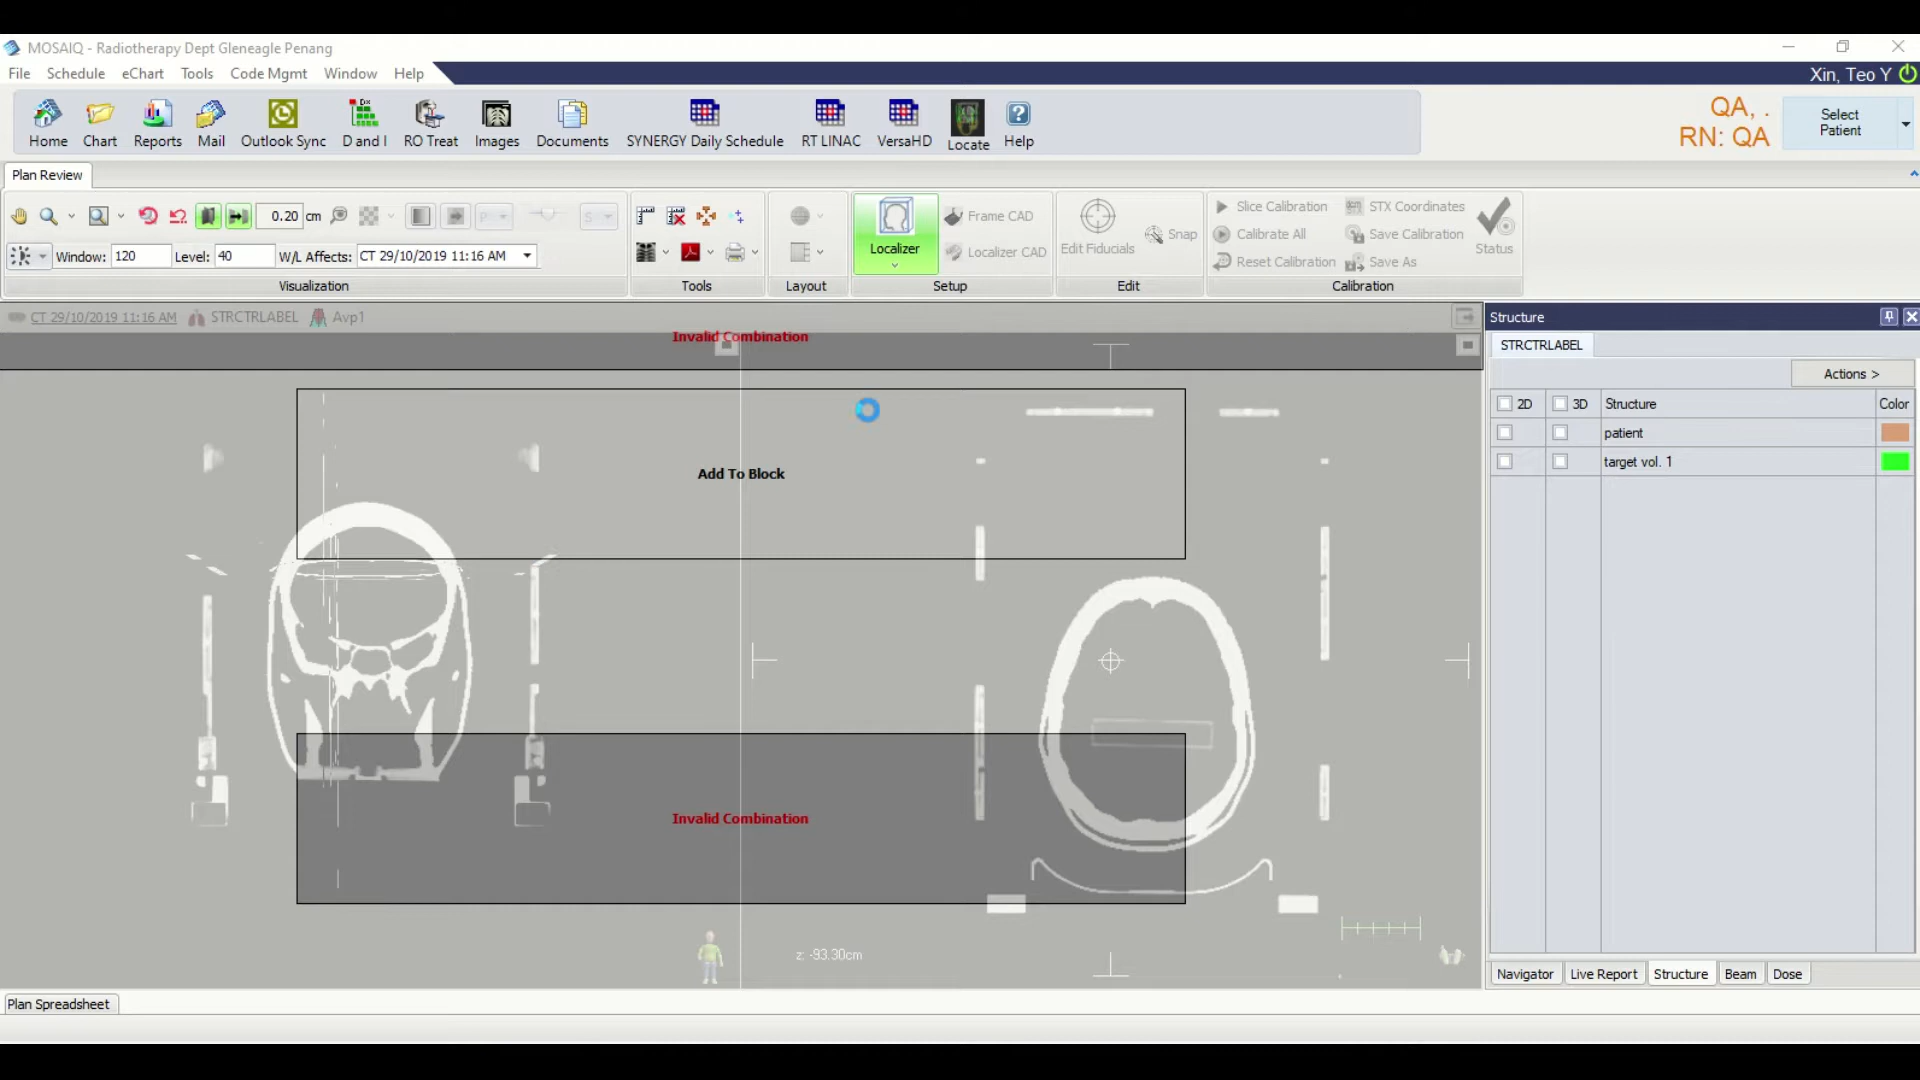 MOSAIQ - Radiotherapy Dept Gleneagle Penang
File Schedule eChart Tools Code Mgmt Window Help
Xin, Teo Y
Home Chart Reports Mail Outlook Sync D and I RO Treat Images Documents SYNERGY Daily Schedule RT LINAC VersaHD Locate Help
QA, .
RN: QA
Select
Patient
Plan Review
0.20 cm
Window: 120 Level: 40 W/L Affects: CT 29/10/2019 11:16 AM
Visualization
Tools
Layout
Localizer
Frame CAD
Localizer CAD
Setup
Edit Fiducials
Snap
Edit
Slice Calibration STX Coordinates
Calibrate All Save Calibration
Reset Calibration Save As
Status
Calibration
CT 29/10/2019 11:16 AM STRCTRLABEL Avp1
Invalid Combination
Add To Block
Invalid Combination
z: -93.30cm
Structure
STRCTRLABEL
Actions >
2D 3D Structure Color
patient
target vol. 1
Navigator Live Report Structure Beam Dose
Plan Spreadsheet